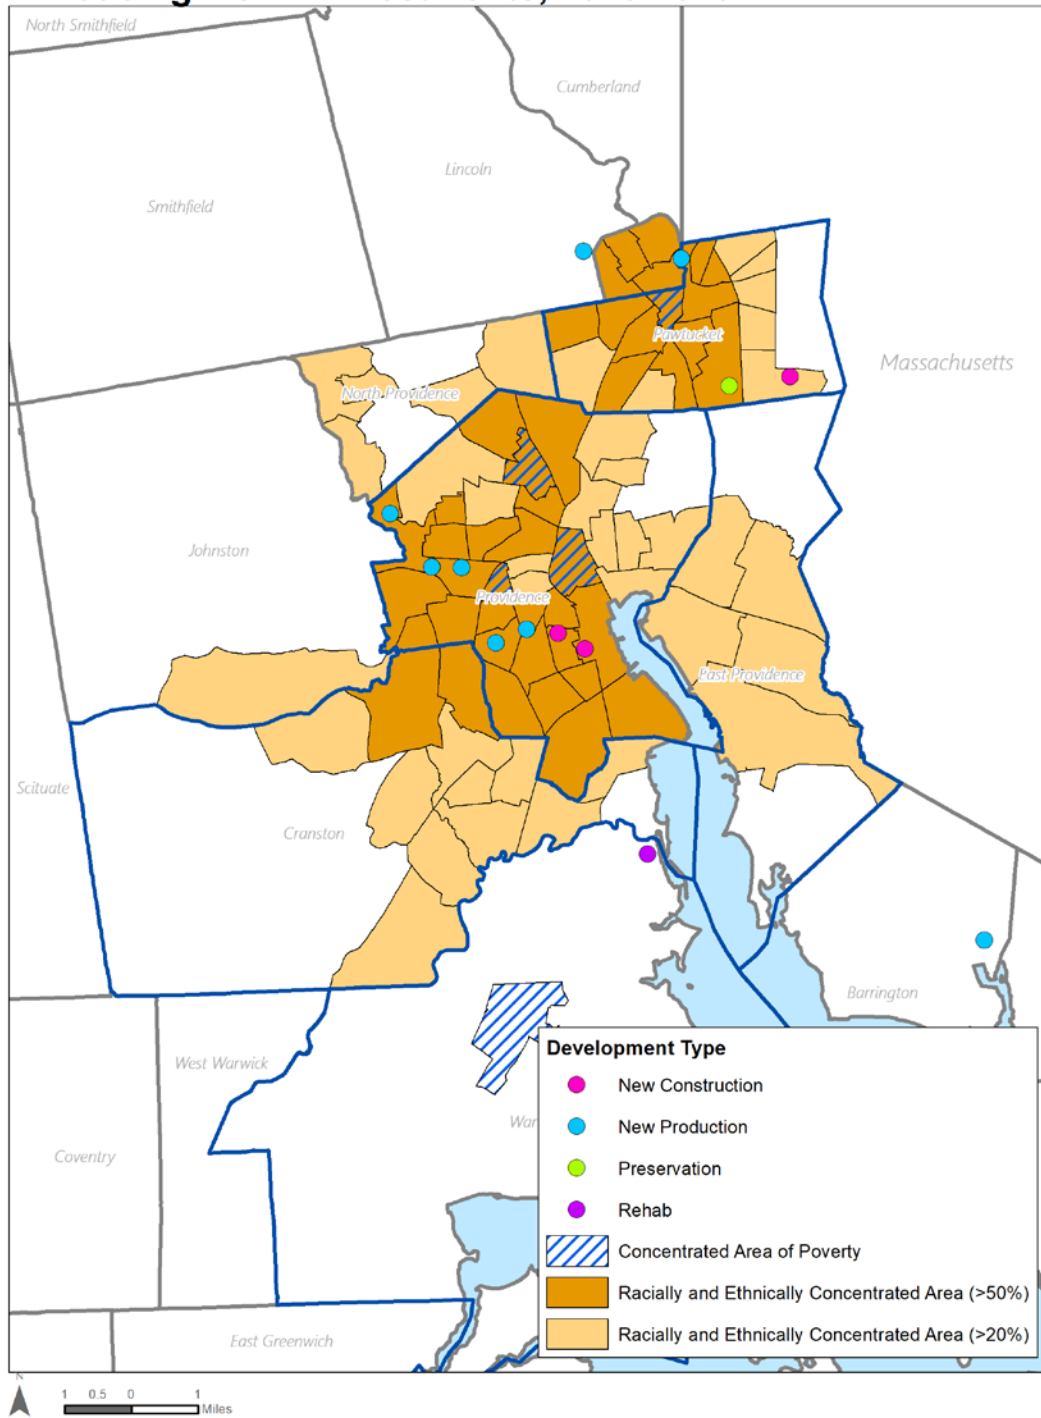 North Smithfield
Cumberland
Lincoln
Smithfield
Pawtucket
Massachusetts
North Providence
Johnston
Providence
East Providence
Scituate
Cranston
Barrington
West Warwick
War
Coventry
East Greenwich
Development Type
New Construction
New Production
Preservation
Rehab
Concentrated Area of Poverty
Racially and Ethnically Concentrated Area (>50%)
Racially and Ethnically Concentrated Area (>20%)
N
1 0.5 0 1
Miles